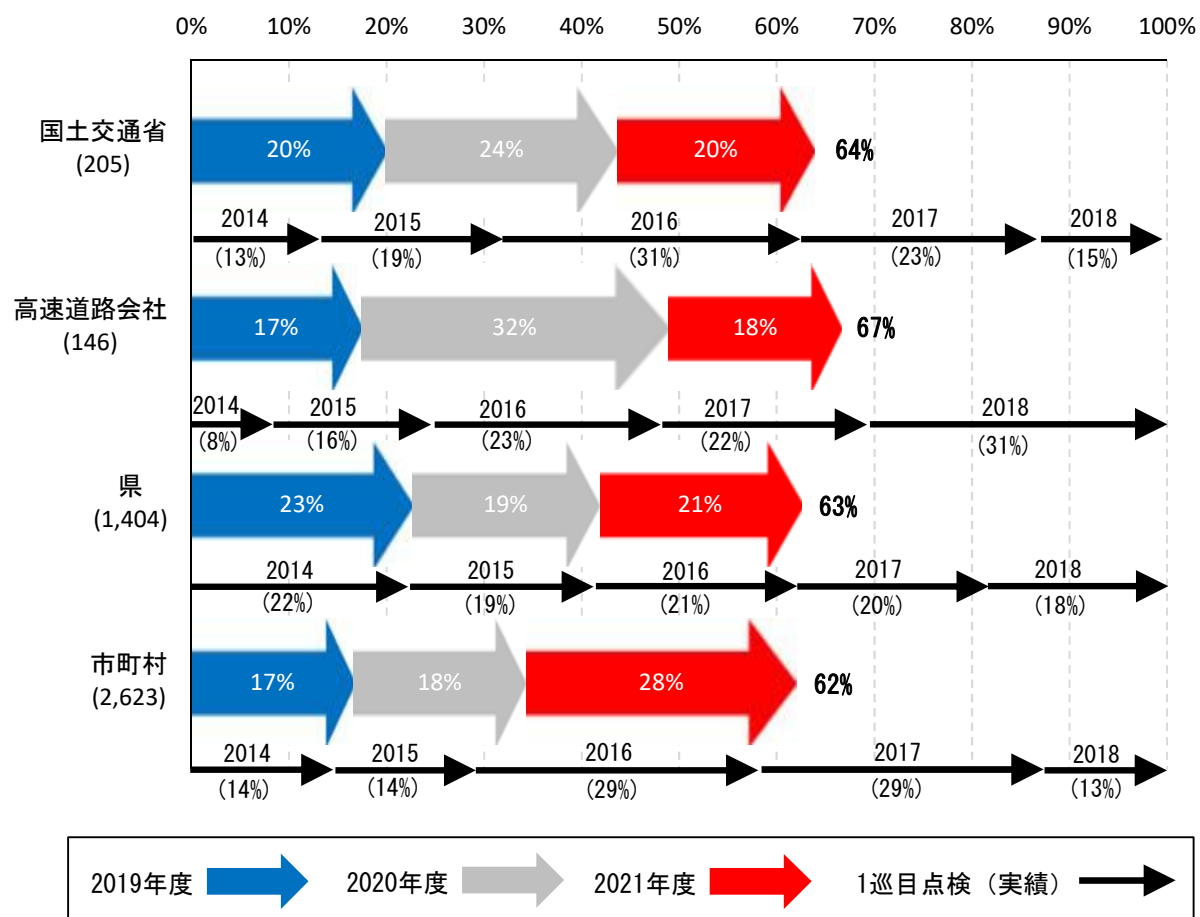 0% 10% 20% 30% 40% 50% 60% 70% 80% 90% 100%
国土交通省
(205)
20% 24% 20% 64%
2014 2015 2016 2017 2018
(13%) (19%) (31%) (23%) (15%)
高速道路会社
(146)
17% 32% 18% 67%
2014 2015 2016 2017 2018
(8%) (16%) (23%) (22%) (31%)
県
(1,404)
23% 19% 21% 63%
2014 2015 2016 2017 2018
(22%) (19%) (21%) (20%) (18%)
市町村
(2,623)
17% 18% 28% 62%
2014 2015 2016 2017 2018
(14%) (14%) (29%) (29%) (13%)
2019年度 2020年度 2021年度 1巡目点検（実績）